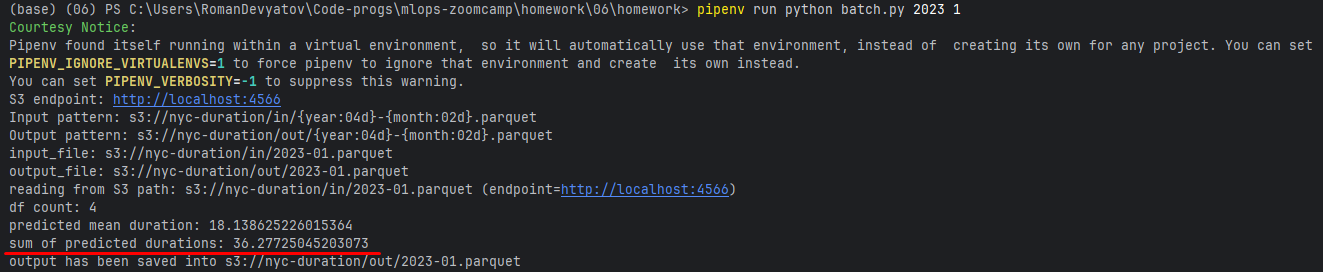 (base) (06) PS C:\Users\RomanDevyatov\Code-progs\mlops-zoomcamp\homework\06\homework> pipenv run python batch.py 2023 1
Courtesy Notice:
Pipenv found itself running within a virtual environment,  so it will automatically use that environment, instead of  creating its own for any project. You can set
PIPENV_IGNORE_VIRTUALENVS=1 to force pipenv to ignore that environment and create  its own instead.
You can set PIPENV_VERBOSITY=-1 to suppress this warning.
S3 endpoint: http://localhost:4566
Input pattern: s3://nyc-duration/in/{year:04d}-{month:02d}.parquet
Output pattern: s3://nyc-duration/out/{year:04d}-{month:02d}.parquet
input_file: s3://nyc-duration/in/2023-01.parquet
output_file: s3://nyc-duration/out/2023-01.parquet
reading from S3 path: s3://nyc-duration/in/2023-01.parquet (endpoint=http://localhost:4566)
df count: 4
predicted mean duration: 18.138625226015364
sum of predicted durations: 36.27725045203073
output has been saved into s3://nyc-duration/out/2023-01.parquet